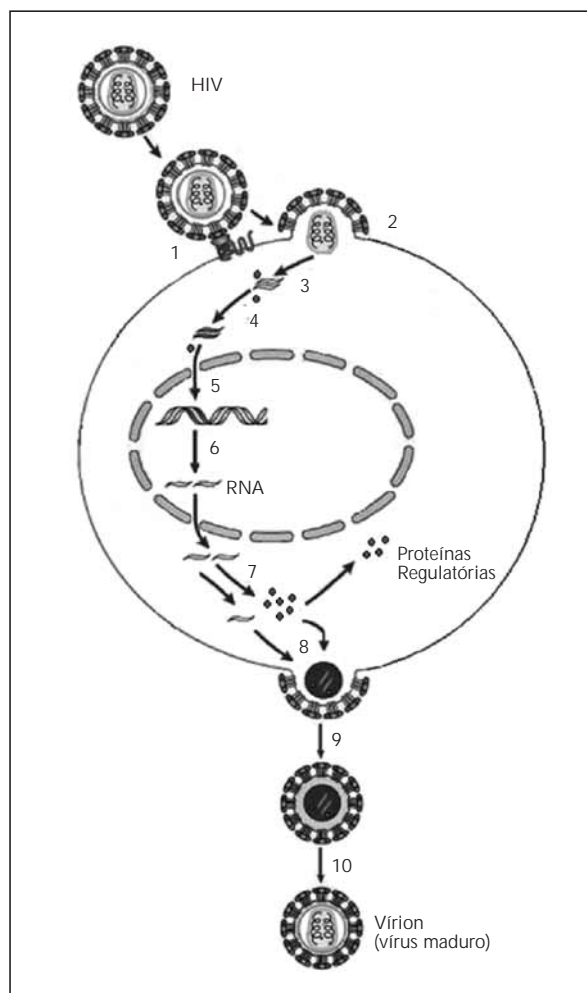 HIV
1
2
3
4
5
6
RNA
7
Proteínas
Regulatórias
8
9
10
Vírion
(vírus maduro)